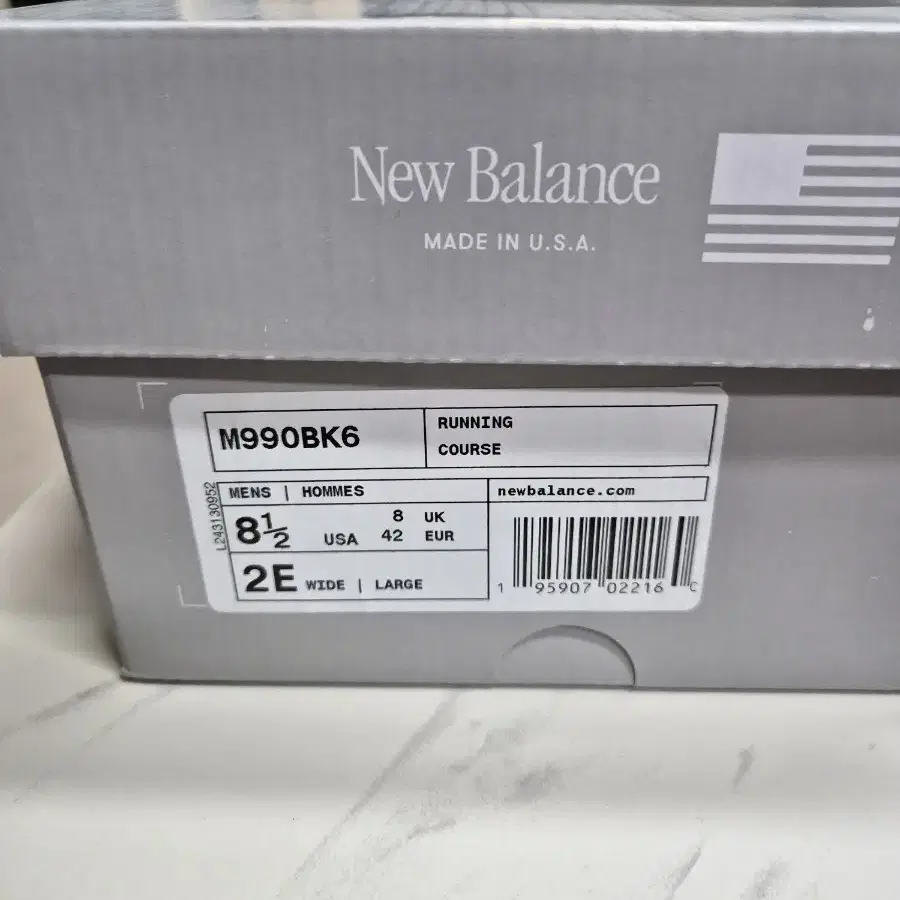 New Balance
MADE IN U.S.A.
M990BK6
RUNNING
COURSE
L243130952
MENS | HOMMES
newbalance.com
8½ USA
8 UK
42 EUR
2E WIDE | LARGE
1 95907 02216